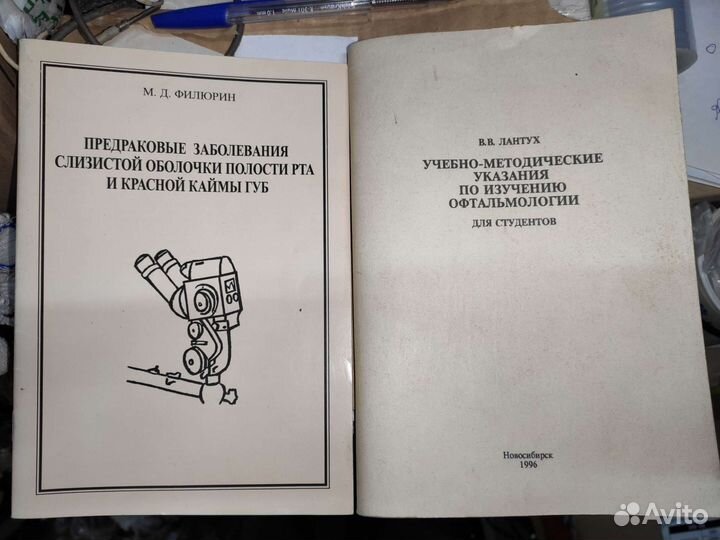 М. Д. ФИЛЮРИН
ПРЕДРАКОВЫЕ ЗАБОЛЕВАНИЯ
СЛИЗИСТОЙ ОБОЛОЧКИ ПОЛОСТИ РТА
И КРАСНОЙ КАЙМЫ ГУБ
В.В. ЛАНТУХ
УЧЕБНО-МЕТОДИЧЕСКИЕ
УКАЗАНИЯ
ПО ИЗУЧЕНИЮ
ОФТАЛЬМОЛОГИИ
ДЛЯ СТУДЕНТОВ
Новосибирск
1996
Avito